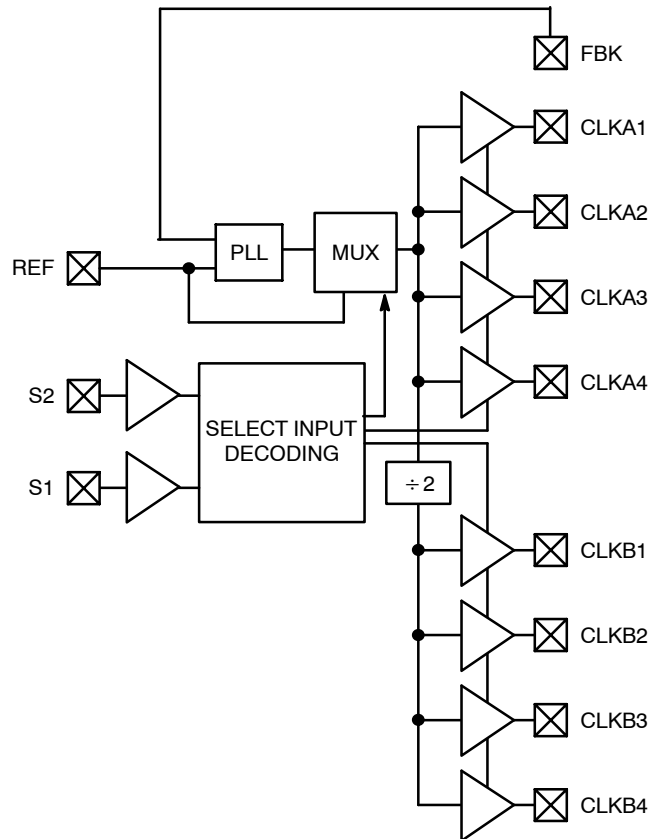 FBK
CLKA1
CLKA2
PLL
MUX
REF
CLKA3
CLKA4
S2
SELECT INPUT
DECODING
S1
÷2
CLKB1
CLKB2
CLKB3
CLKB4